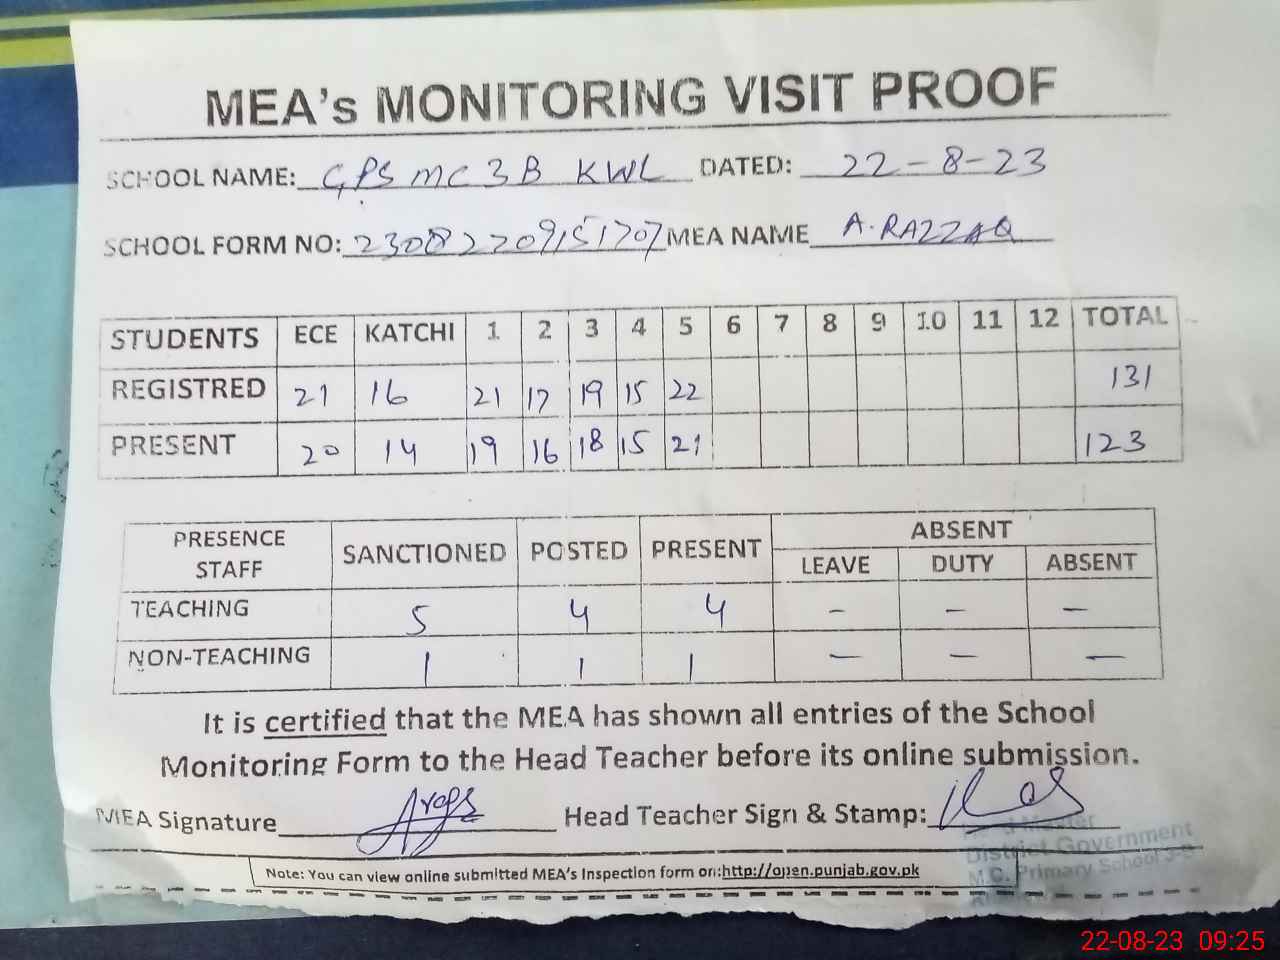 MEA's MONITORING VISIT PROOF
SCHOOL NAME: GPS MC 3B KWL DATED: 22-8-23
SCHOOL FORM NO: 23082209151707 MEA NAME A.RAZZAQ
STUDENTS ECE KATCHI 1 2 3 4 5 6 7 8 9 10 11 12 TOTAL
REGISTRED 21 16 21 17 19 15 22 131
PRESENT 20 14 19 16 18 15 21 123
PRESENCE STAFF SANCTIONED POSTED PRESENT ABSENT
LEAVE DUTY ABSENT
TEACHING 5 4 4 - - -
NON-TEACHING 1 1 1 - - -
It is certified that the MEA has shown all entries of the School
Monitoring Form to the Head Teacher before its online submission.
MEA Signature Head Teacher Sign & Stamp:
Master
District Government
M.C. Primary School 3-B
Note: You can view online submitted MEA's Inspection form on:http://open.punjab.gov.pk
22-08-23 09:25